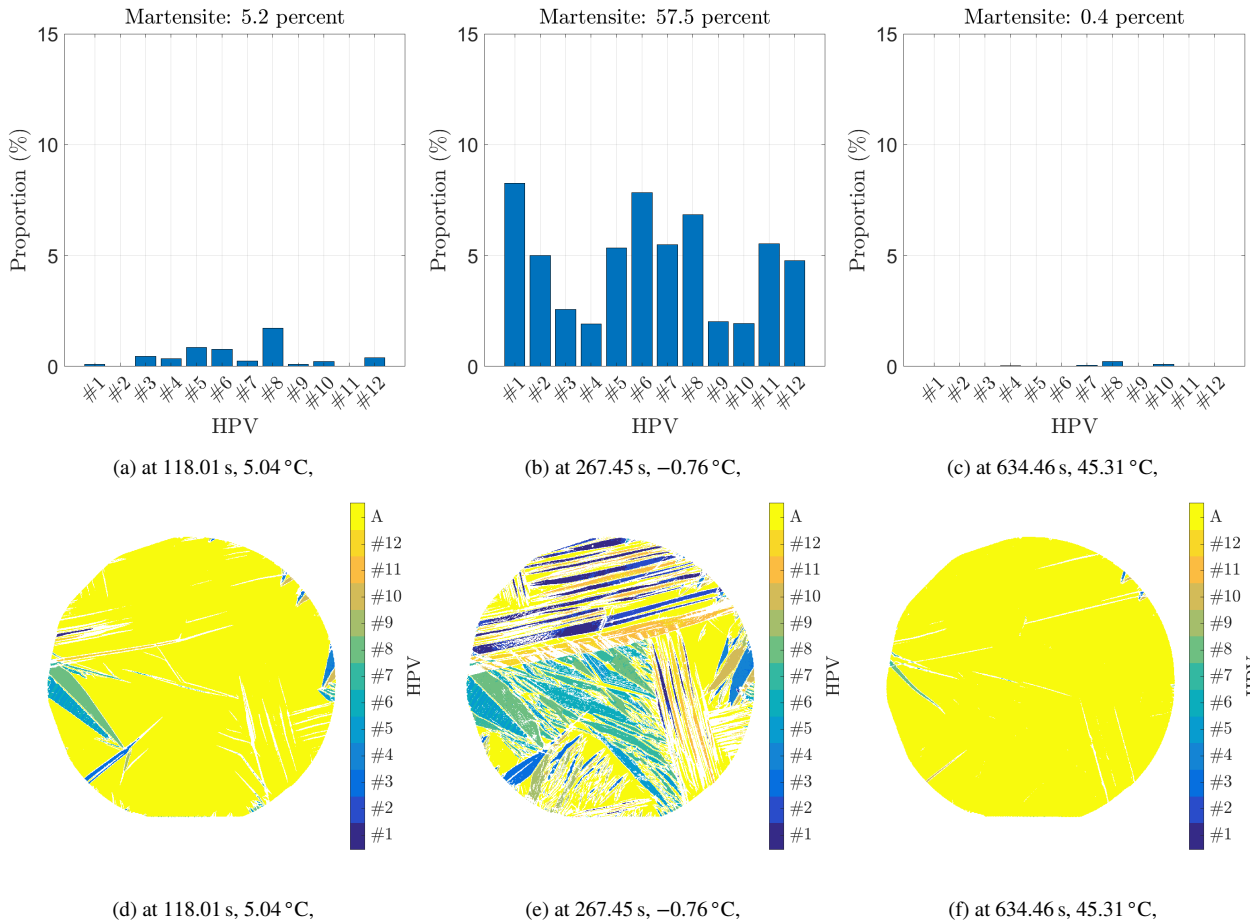 Martensite: 5.2 percent
15
10
5
0
Proportion (%)
#1 #2 #3 #4 #5 #6 #7 #8 #9 #10 #11 #12
HPV
Martensite: 57.5 percent
15
10
5
0
Proportion (%)
#1 #2 #3 #4 #5 #6 #7 #8 #9 #10 #11 #12
HPV
Martensite: 0.4 percent
15
10
5
0
Proportion (%)
#1 #2 #3 #4 #5 #6 #7 #8 #9 #10 #11 #12
HPV
(a) at 118.01 s, 5.04 °C,
(b) at 267.45 s, −0.76 °C,
(c) at 634.46 s, 45.31 °C,
A
#12
#11
#10
#9
#8
#7
#6
#5
#4
#3
#2
#1
HPV
A
#12
#11
#10
#9
#8
#7
#6
#5
#4
#3
#2
#1
HPV
A
#12
#11
#10
#9
#8
#7
#6
#5
#4
#3
#2
#1
HPV
(d) at 118.01 s, 5.04 °C,
(e) at 267.45 s, −0.76 °C,
(f) at 634.46 s, 45.31 °C,